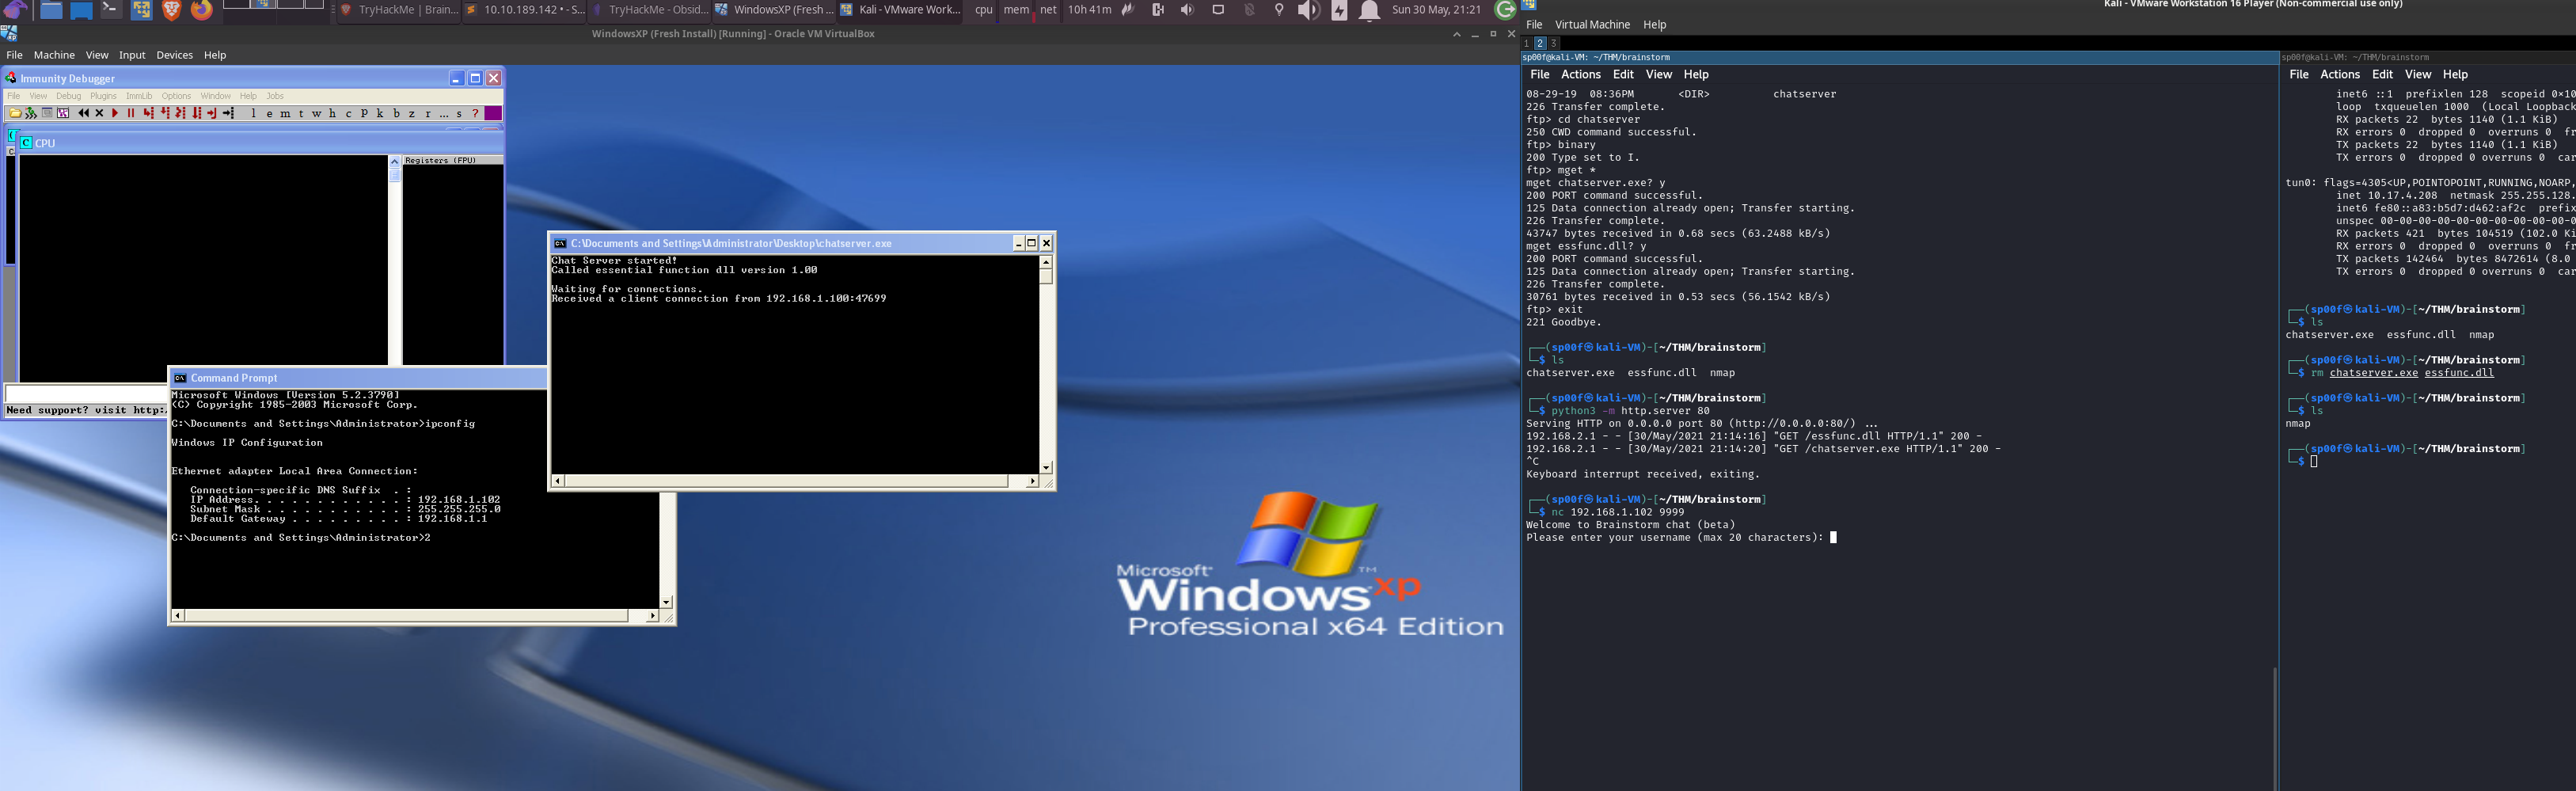 TryHackMe | Brain...
10.10.189.142 • - S...
TryHackMe - Obsid...
WindowsXP (Fresh ...
Kali - VMware Work...
cpu
mem
net
10h 41m
Sun 30 May, 21:21
WindowsXP (Fresh Install) [Running] - Oracle VM VirtualBox
File Machine View Input Devices Help
Immunity Debugger
File View Debug Plugins ImmLib Options Window Help Jobs
l e m t w h c P k b z r ... s ?
CPU
Registers (FPU)
Need support? visit http:
Command Prompt
Microsoft Windows [Version 5.2.3790]
(C) Copyright 1985-2003 Microsoft Corp.
C:\Documents and Settings\Administrator>ipconfig
Windows IP Configuration
Ethernet adapter Local Area Connection:
Connection-specific DNS Suffix . :
IP Address. . . . . . . . . . . . : 192.168.1.102
Subnet Mask . . . . . . . . . . . : 255.255.255.0
Default Gateway . . . . . . . . . : 192.168.1.1
C:\Documents and Settings\Administrator>2
C:\Documents and Settings\Administrator\Desktop\chatserver.exe
Chat Server started!
Called essential function dll version 1.00
Waiting for connections.
Received a client connection from 192.168.1.100:47699
Microsoft
Windows xp
TM
Professional x64 Edition
Kali - VMware Workstation 16 Player (Non-commercial use only)
File Virtual Machine Help
1 2 3
sp00f@kali-VM: ~/THM/brainstorm
File Actions Edit View Help
08-29-19 08:36PM <DIR> chatserver
226 Transfer complete.
ftp> cd chatserver
250 CWD command successful.
ftp> binary
200 Type set to I.
ftp> mget *
mget chatserver.exe? y
200 PORT command successful.
125 Data connection already open; Transfer starting.
226 Transfer complete.
43747 bytes received in 0.68 secs (63.2488 kB/s)
mget essfunc.dll? y
200 PORT command successful.
125 Data connection already open; Transfer starting.
226 Transfer complete.
30761 bytes received in 0.53 secs (56.1542 kB/s)
ftp> exit
221 Goodbye.
┌──(sp00f㉿kali-VM)-[~/THM/brainstorm]
└─$ ls
chatserver.exe essfunc.dll nmap
┌──(sp00f㉿kali-VM)-[~/THM/brainstorm]
└─$ python3 -m http.server 80
Serving HTTP on 0.0.0.0 port 80 (http://0.0.0.0:80/) ...
192.168.2.1 - - [30/May/2021 21:14:16] "GET /essfunc.dll HTTP/1.1" 200 -
192.168.2.1 - - [30/May/2021 21:14:20] "GET /chatserver.exe HTTP/1.1" 200 -
^C
Keyboard interrupt received, exiting.
┌──(sp00f㉿kali-VM)-[~/THM/brainstorm]
└─$ nc 192.168.1.102 9999
Welcome to Brainstorm chat (beta)
Please enter your username (max 20 characters):
sp00f@kali-VM: ~/THM/brainstorm
File Actions Edit View Help
inet6 ::1 prefixlen 128 scopeid 0×10
loop txqueuelen 1000 (Local Loopback
RX packets 22 bytes 1140 (1.1 KiB)
RX errors 0 dropped 0 overruns 0 fr
TX packets 22 bytes 1140 (1.1 KiB)
TX errors 0 dropped 0 overruns 0 car
tun0: flags=4305<UP,POINTOPOINT,RUNNING,NOARP,
inet 10.17.4.208 netmask 255.255.128.
inet6 fe80::a83:b5d7:d462:af2c prefix
unspec 00-00-00-00-00-00-00-00-00-00-0
RX packets 421 bytes 104519 (102.0 Ki
RX errors 0 dropped 0 overruns 0 fr
TX packets 142464 bytes 8472614 (8.0
TX errors 0 dropped 0 overruns 0 car
┌──(sp00f㉿kali-VM)-[~/THM/brainstorm]
└─$ ls
chatserver.exe essfunc.dll nmap
┌──(sp00f㉿kali-VM)-[~/THM/brainstorm]
└─$ rm chatserver.exe essfunc.dll
┌──(sp00f㉿kali-VM)-[~/THM/brainstorm]
└─$ ls
nmap
┌──(sp00f㉿kali-VM)-[~/THM/brainstorm]
└─$